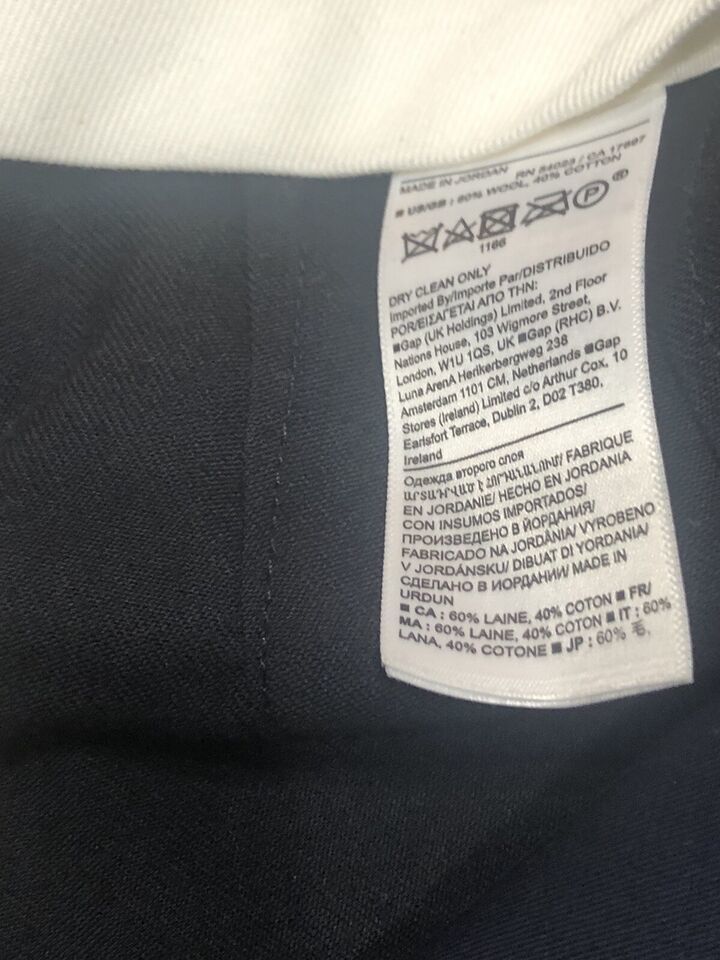 MADE IN JORDAN RN 54023 / CA 17897
■ US/GB : 60% WOOL, 40% COTTON
P
1166
DRY CLEAN ONLY
Imported By/Importe Par/DISTRIBUIDO
POR/ΕΙΣΑΓΕΤΑΙ ΑΠΟ ΤΗΝ:
■Gap (UK Holdings) Limited, 2nd Floor
Nations House, 103 Wigmore Street,
London, W1U 1QS, UK ■Gap (RHC) B.V.
Luna ArenA Herikerbergweg 238
Amsterdam 1101 CM, Netherlands ■Gap
Stores (Ireland) Limited c/o Arthur Cox, 10
Earlsfort Terrace, Dublin 2, D02 T380,
Ireland
Одежда второго слоя
ԱՐՏԱԴՐՎԱԾ Է ՀՈՐԴԱՆԱՆՈՒՄ/ FABRIQUE
EN JORDANIE/ HECHO EN JORDANIA
CON INSUMOS IMPORTADOS/
ПРОИЗВЕДЕНО В ЙОРДАНИЯ/
FABRICADO NA JORDÂNIA/ VYROBENO
V JORDÁNSKU/ DIBUAT DI YORDANIA/
СДЕЛАНО В ИОРДАНИИ/ MADE IN
URDUN
■ CA : 60% LAINE, 40% COTON ■ FR/
MA : 60% LAINE, 40% COTON ■ IT : 60%
LANA, 40% COTONE ■ JP : 60% 毛,